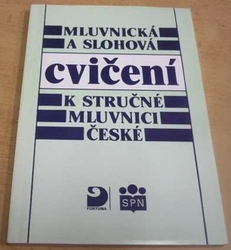 MLUVNICKÁ
A SLOHOVÁ
cvičení
K STRUČNÉ
MLUVNICI
ČESKÉ
FORTUNA
SPN